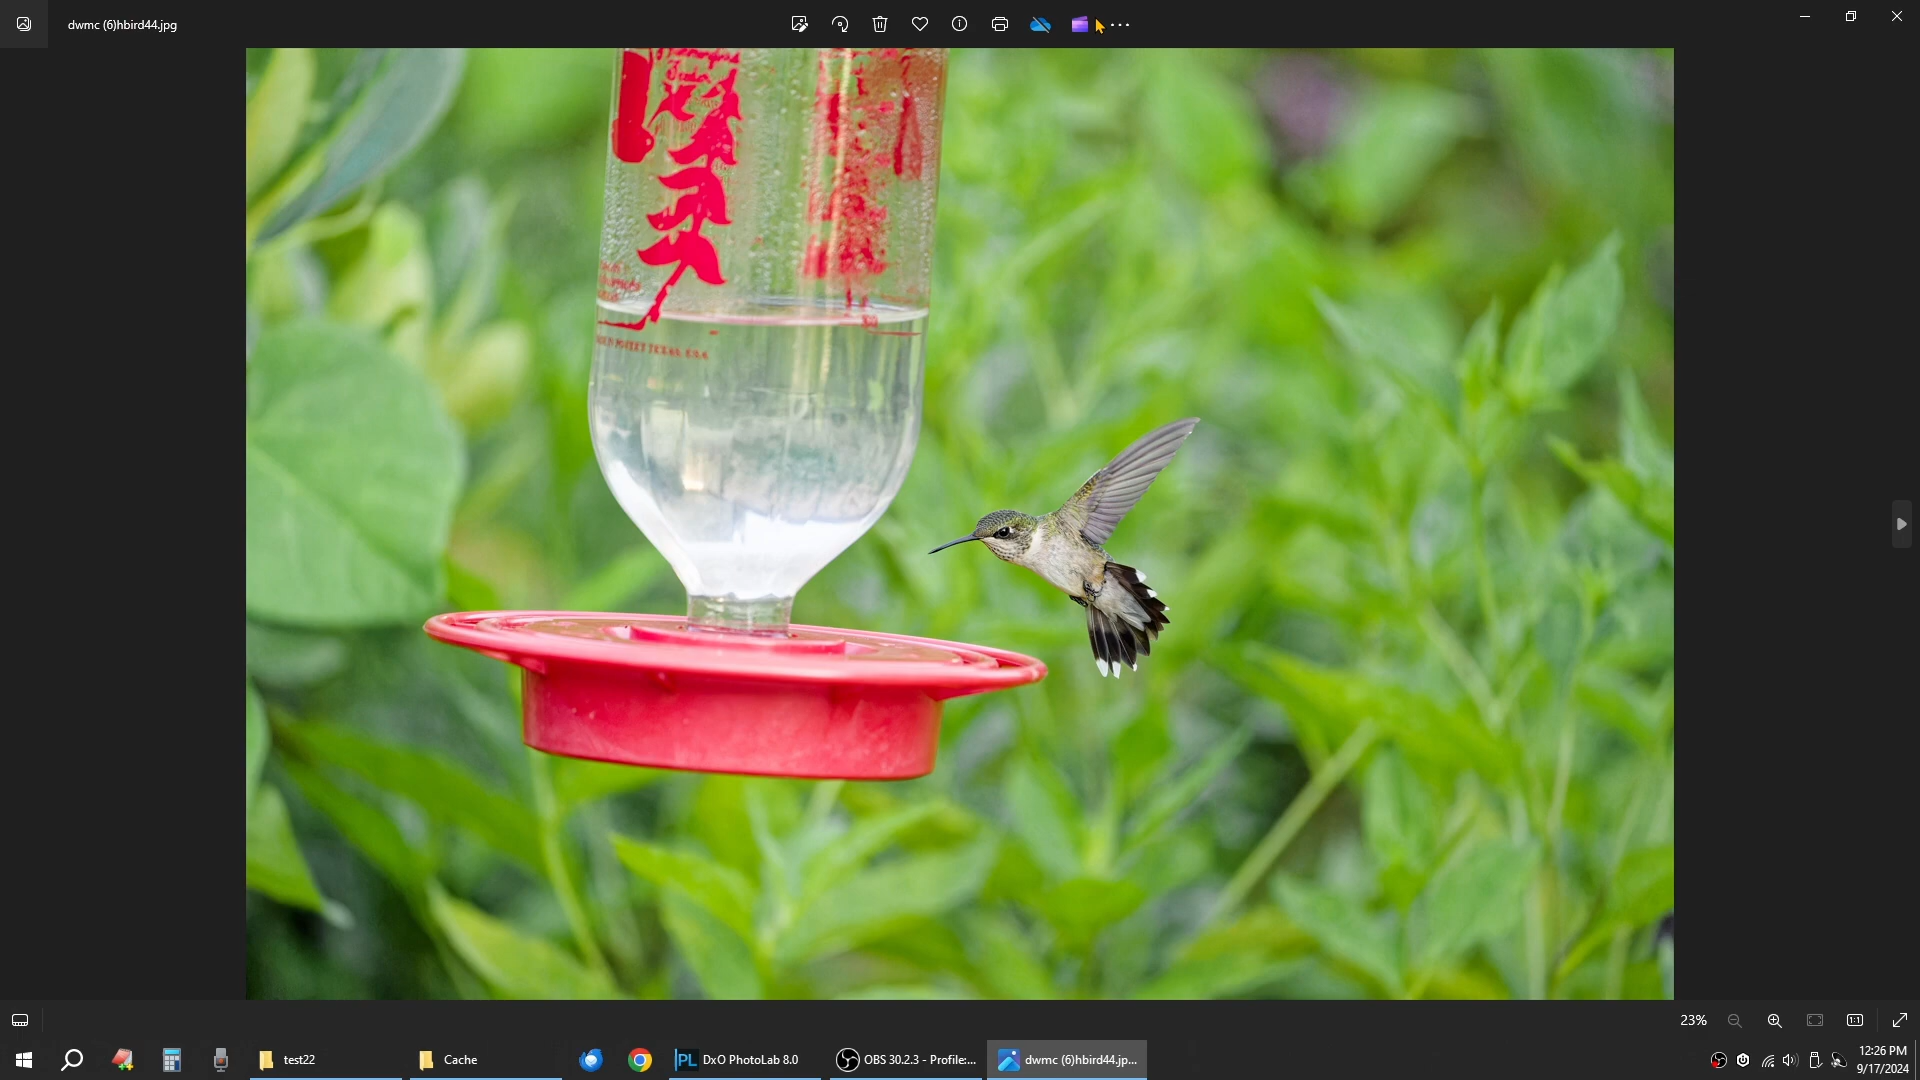 dwmc (6)hbird44.jpg
23%
test22
Cache
DxO PhotoLab 8.0
OBS 30.2.3 - Profile:...
dwmc (6)hbird44.jp...
12:26 PM
9/17/2024